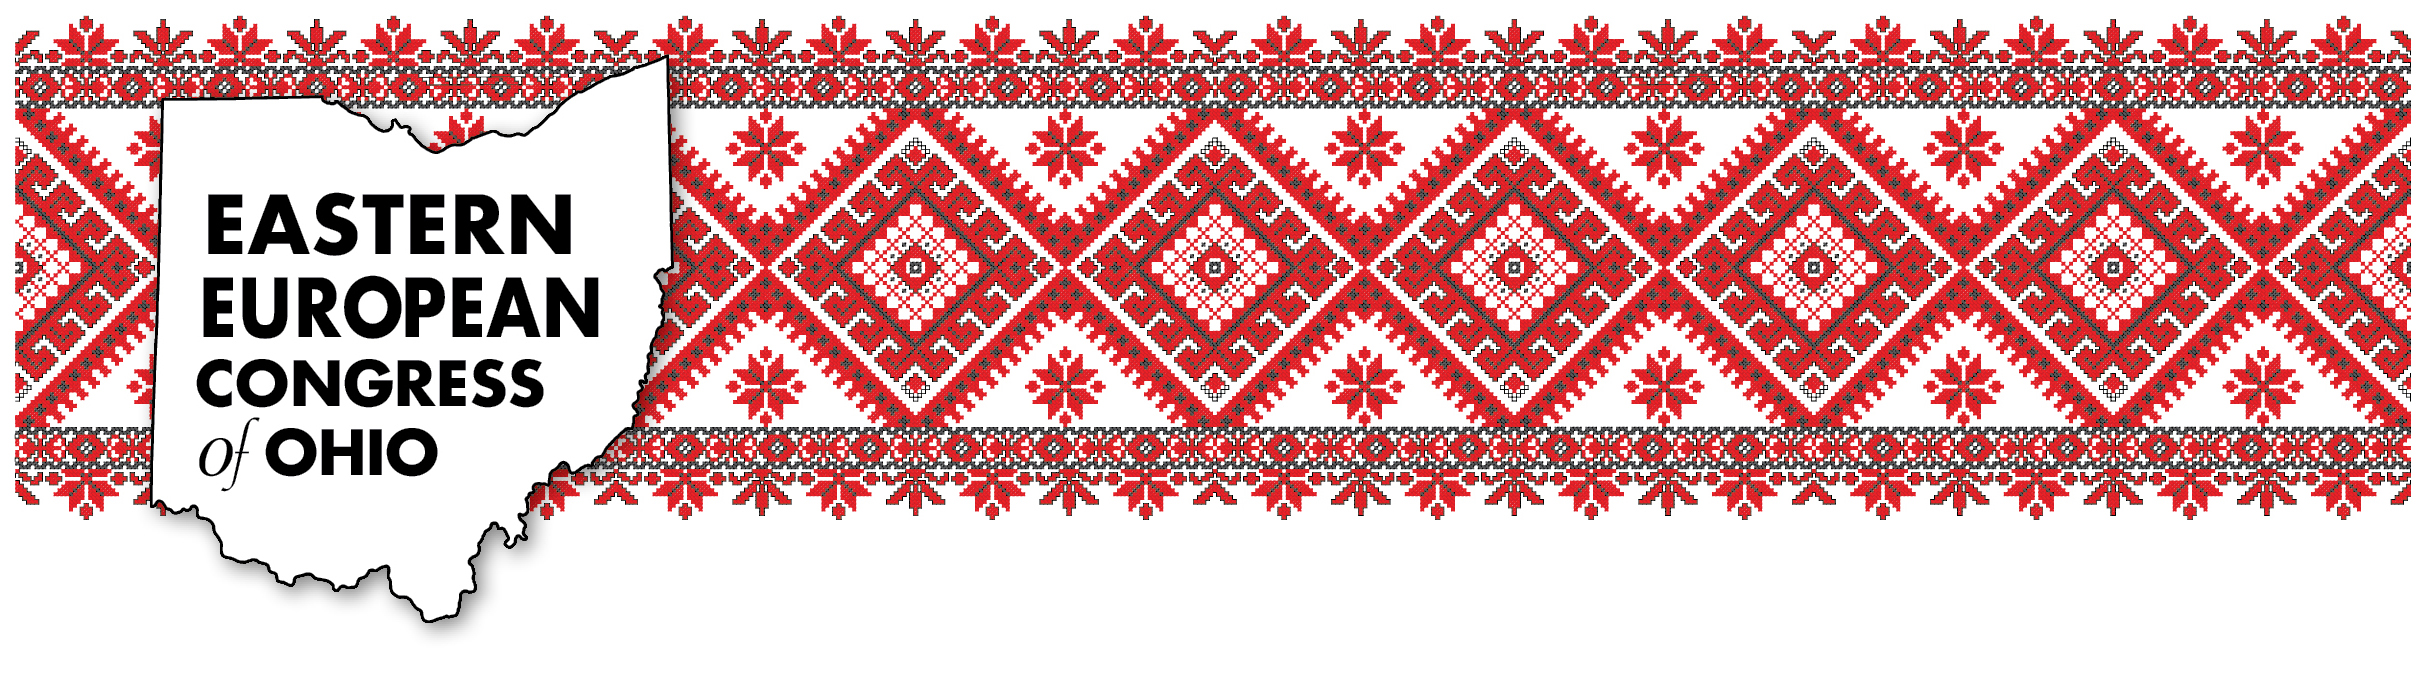 EASTERN
EUROPEAN
CONGRESS
of OHIO